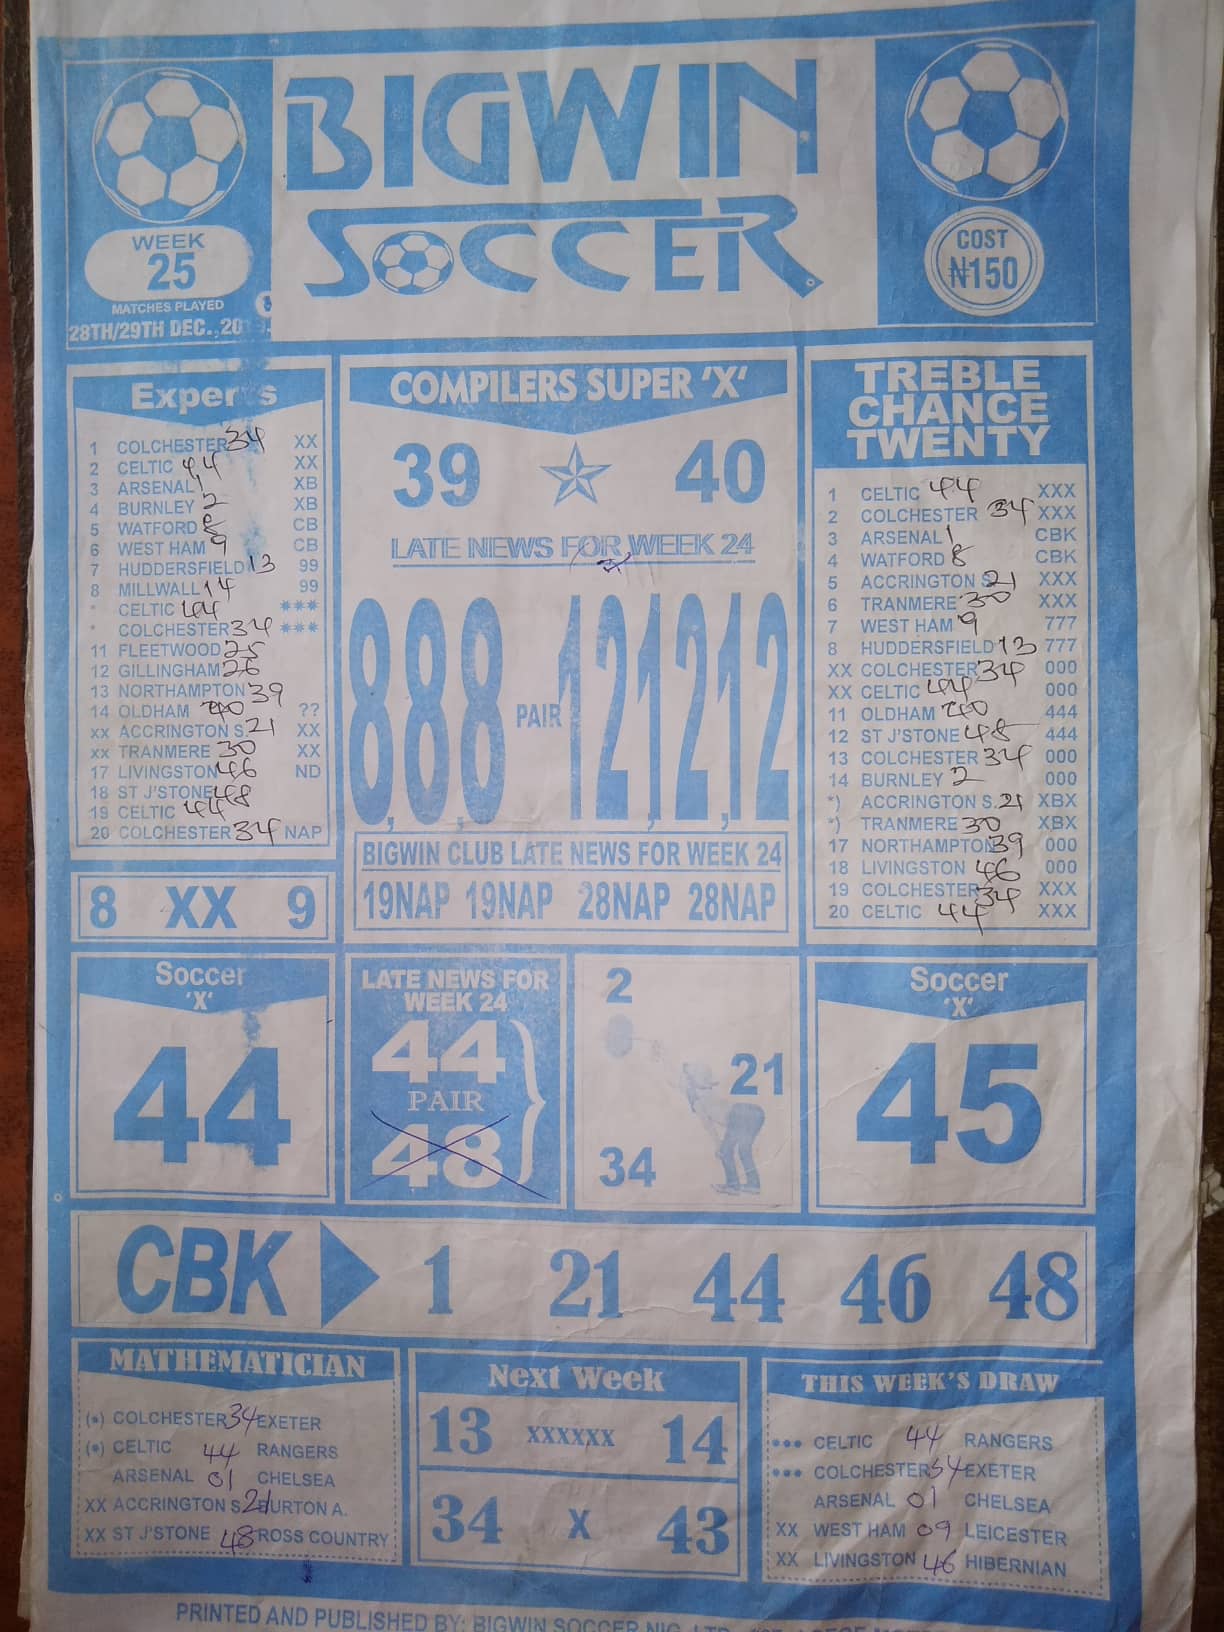 BIGWIN
SOCCER
WEEK
25
MATCHES PLAYED
28TH/29TH DEC., 20
COST
₦150
Experts
1 COLCHESTER 34 XX
2 CELTIC 44 XX
3 ARSENAL 1 XB
4 BURNLEY 2 XB
5 WATFORD 8 CB
6 WEST HAM 9 CB
7 HUDDERSFIELD 13 99
8 MILLWALL 14 99
* CELTIC 44 ***
* COLCHESTER 34 ***
11 FLEETWOOD 25
12 GILLINGHAM 26
13 NORTHAMPTON 39
14 OLDHAM 40 ??
xx ACCRINGTON S. 21 XX
xx TRANMERE 30 XX
17 LIVINGSTON 46 ND
18 ST J'STONE 48
19 CELTIC 44
20 COLCHESTER 34 NAP
8 XX 9
COMPILERS SUPER 'X'
39 40
LATE NEWS FOR WEEK 24
8,8,8 PAIR 12,12,12
BIGWIN CLUB LATE NEWS FOR WEEK 24
19NAP 19NAP 28NAP 28NAP
TREBLE
CHANCE
TWENTY
1 CELTIC 44 XXX
2 COLCHESTER 34 XXX
3 ARSENAL 1 CBK
4 WATFORD 8 CBK
5 ACCRINGTON S. 21 XXX
6 TRANMERE 30 XXX
7 WEST HAM 9 777
8 HUDDERSFIELD 13 777
XX COLCHESTER 34 000
XX CELTIC 44 000
11 OLDHAM 40 444
12 ST J'STONE 48 444
13 COLCHESTER 34 000
14 BURNLEY 2 000
*) ACCRINGTON S. 21 XBX
*) TRANMERE 30 XBX
17 NORTHAMPTON 39 000
18 LIVINGSTON 46 000
19 COLCHESTER 34 XXX
20 CELTIC 44 XXX
Soccer
'X'
44
LATE NEWS FOR
WEEK 24
44
PAIR
48
2
21
34
Soccer
'X'
45
CBK 1 21 44 46 48
MATHEMATICIAN
(•) COLCHESTER 34 EXETER
(•) CELTIC 44 RANGERS
ARSENAL 01 CHELSEA
XX ACCRINGTON S. 21 BURTON A.
XX ST J'STONE 48 ROSS COUNTRY
Next Week
13 XXXXXX 14
34 X 43
THIS WEEK'S DRAW
••• CELTIC 44 RANGERS
••• COLCHESTER 34 EXETER
ARSENAL 01 CHELSEA
XX WEST HAM 09 LEICESTER
XX LIVINGSTON 46 HIBERNIAN
PRINTED AND PUBLISHED BY: BIGWIN SOCCER NIG. LTD.